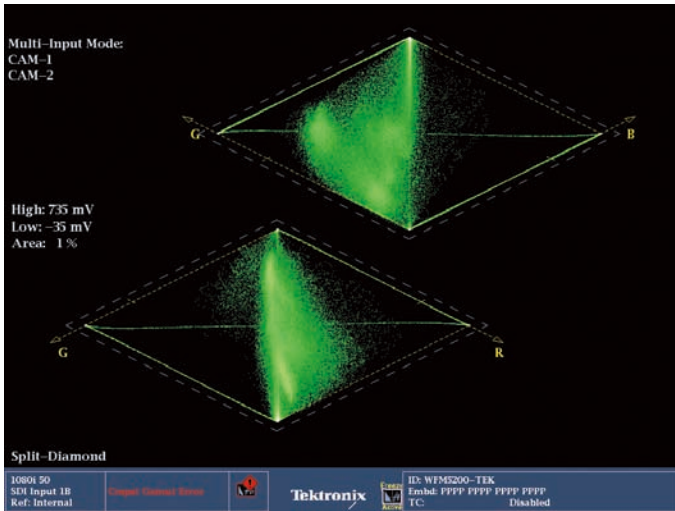 Multi-Input Mode:
CAM-1
CAM-2
G
B
High: 735 mV
Low: -35 mV
Area: 1 %
G
R
Split-Diamond
1080i 50
SDI Input 1B
Ref: Internal
Tektronix
ID: WFM5200-TEK
Embd: PPPP PPPP PPPP PPPP
TC: Disabled